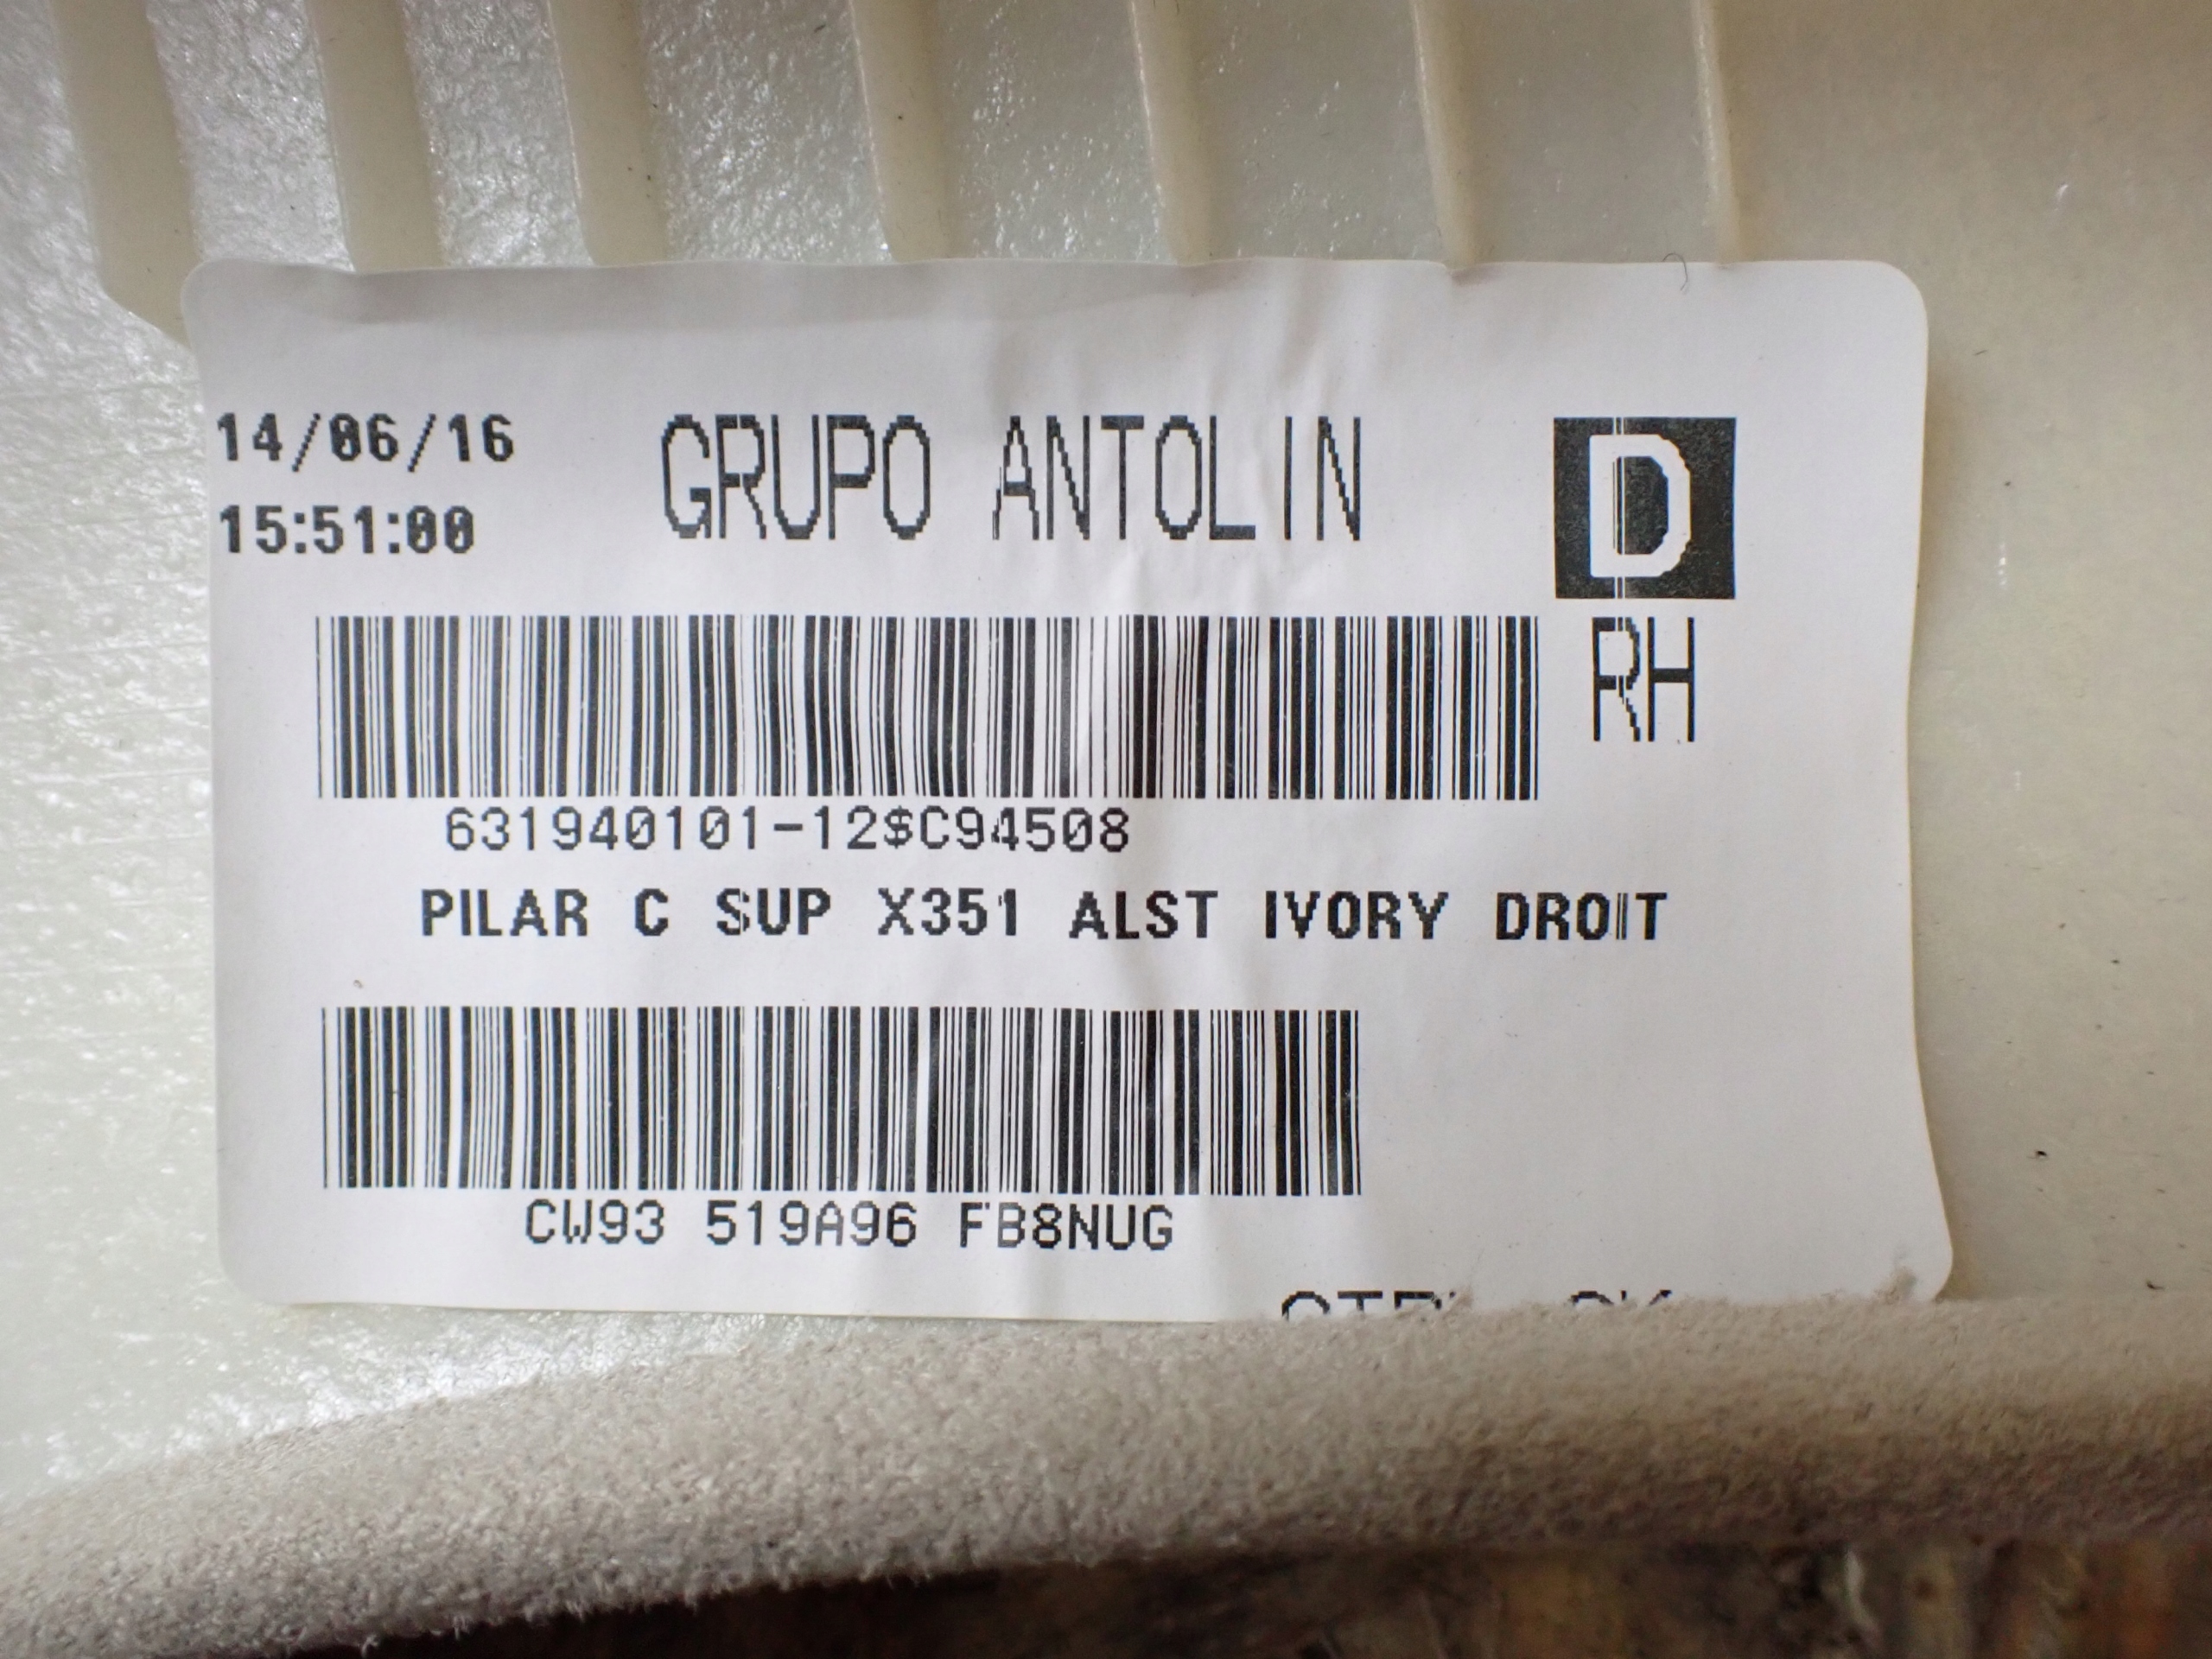 14/06/16
15:51:00
GRUPO ANTOLIN
D
RH
631940101-12$C94508
PILAR C SUP X351 ALST IVORY DROIT
CW93 519A96 FB8NUG